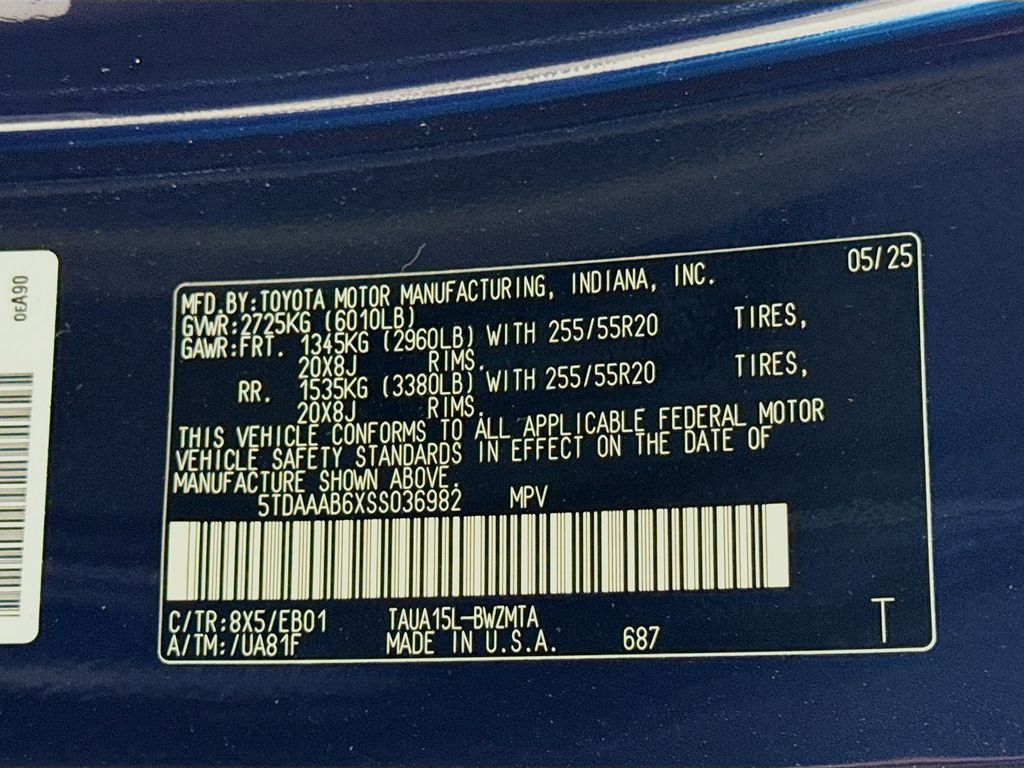 0EA90
MFD.BY:TOYOTA MOTOR MANUFACTURING, INDIANA, INC. 05/25
GVWR:2725KG (6010LB)
GAWR:FRT. 1345KG (2960LB) WITH 255/55R20 TIRES,
20X8J RIMS.
RR. 1535KG (3380LB) WITH 255/55R20 TIRES,
20X8J RIMS.
THIS VEHICLE CONFORMS TO ALL APPLICABLE FEDERAL MOTOR
VEHICLE SAFETY STANDARDS IN EFFECT ON THE DATE OF
MANUFACTURE SHOWN ABOVE.
5TDAAAB6XSS036982 MPV
C/TR:8X5/EB01 TAUA15L-BWZMTA
A/TM:/UA81F MADE IN U.S.A. 687 T